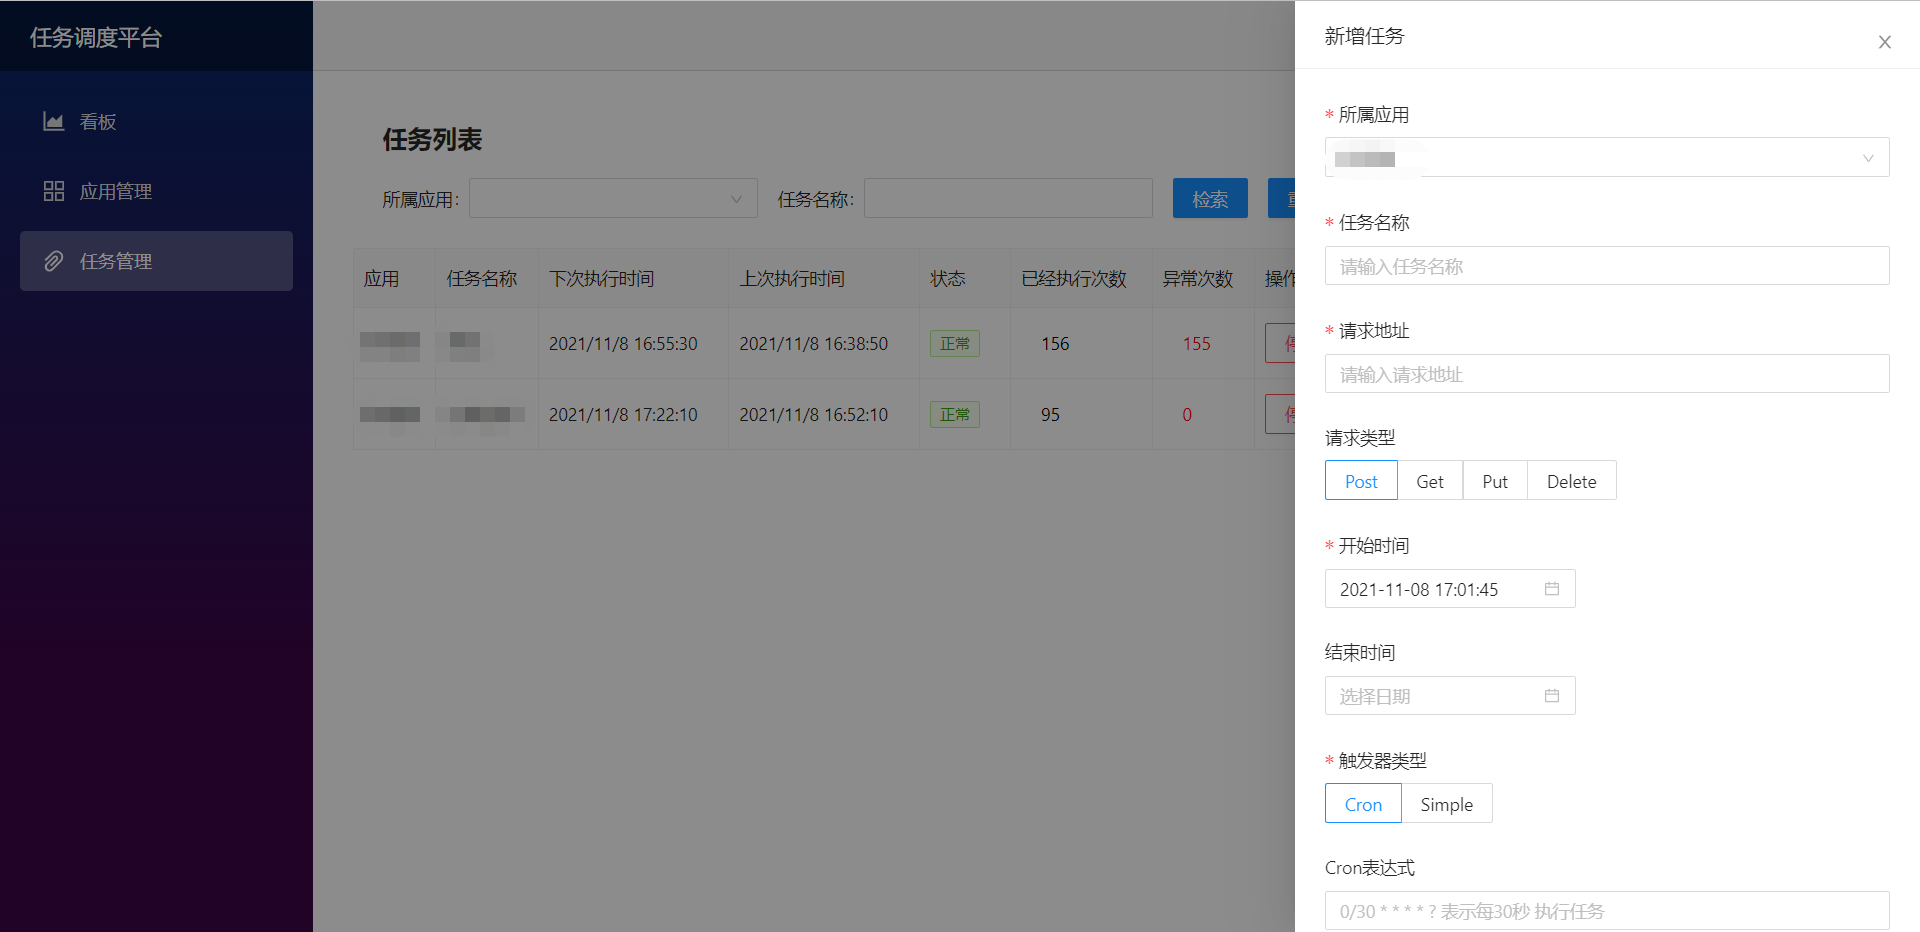 任务调度平台
看板
应用管理
任务管理
任务列表
所属应用: 任务名称: 检索
应用 任务名称 下次执行时间 上次执行时间 状态 已经执行次数 异常次数 操作
2021/11/8 16:55:30 2021/11/8 16:38:50 正常 156 155
2021/11/8 17:22:10 2021/11/8 16:52:10 正常 95 0
新增任务
* 所属应用
* 任务名称
请输入任务名称
* 请求地址
请输入请求地址
请求类型
Post Get Put Delete
* 开始时间
2021-11-08 17:01:45
结束时间
选择日期
* 触发器类型
Cron Simple
Cron表达式
0/30 * * * * ? 表示每30秒 执行任务